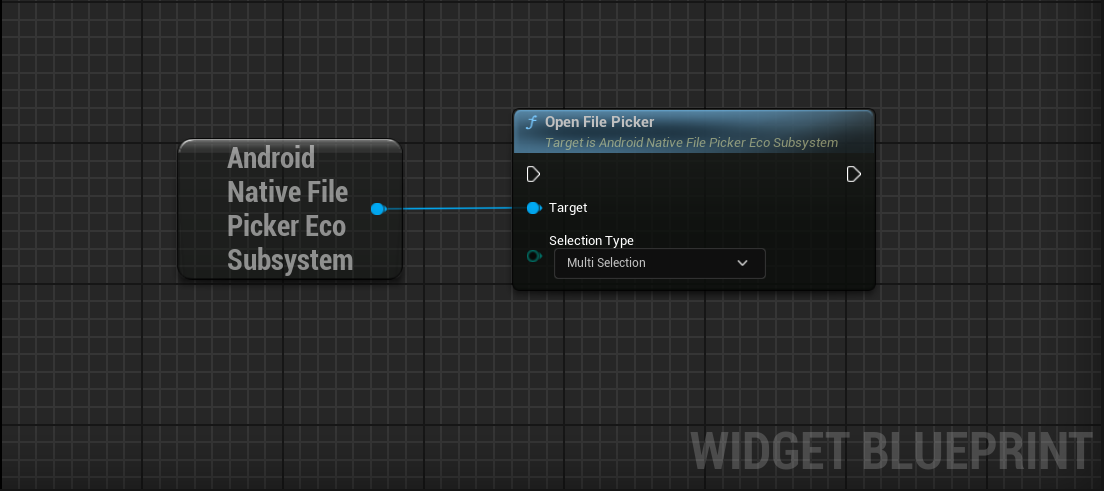 Android
Native File
Picker Eco
Subsystem
Open File Picker
Target is Android Native File Picker Eco Subsystem
Target
Selection Type
Multi Selection
WIDGET BLUEPRINT